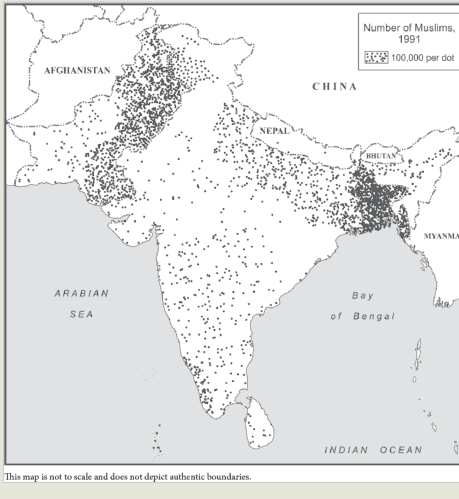 Number of Muslims,
1991
100,000 per dot
AFGHANISTAN
CHINA
NEPAL
BHUTAN
MYANMA
ARABIAN
SEA
Bay
of Bengal
INDIAN OCEAN
This map is not to scale and does not depict authentic boundaries.